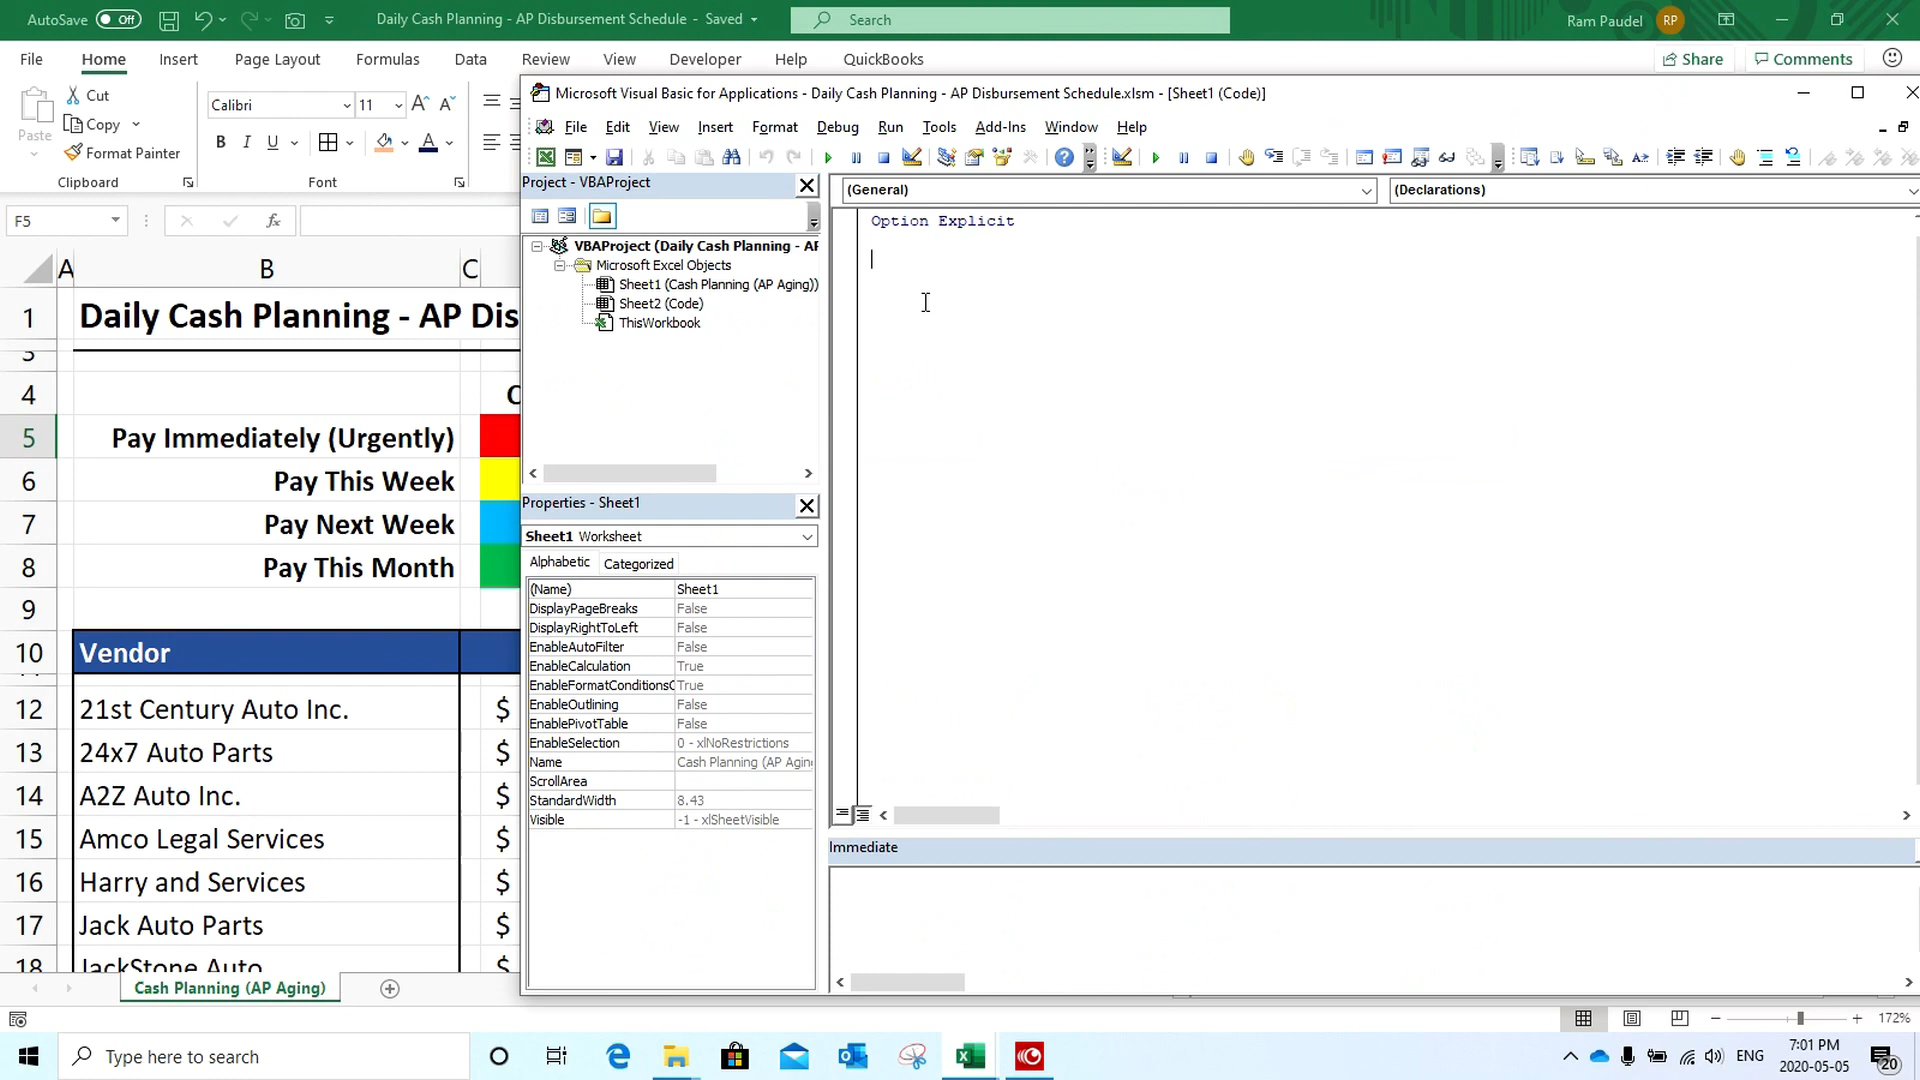 AutoSave Off
Daily Cash Planning - AP Disbursement Schedule - Saved
Search
Ram Paudel
RP
File
Home
Insert
Page Layout
Formulas
Data
Review
View
Developer
Help
QuickBooks
Share
Comments
Paste
Cut
Copy
Format Painter
Clipboard
Calibri
11
B
I
U
Font
F5
fx
Microsoft Visual Basic for Applications - Daily Cash Planning - AP Disbursement Schedule.xlsm - [Sheet1 (Code)]
File
Edit
View
Insert
Format
Debug
Run
Tools
Add-Ins
Window
Help
Project - VBAProject
VBAProject (Daily Cash Planning - AP
Microsoft Excel Objects
Sheet1 (Cash Planning (AP Aging))
Sheet2 (Code)
ThisWorkbook
(General)
(Declarations)
Option Explicit
A
B
C
1
Daily Cash Planning - AP Dis
3
4
5
Pay Immediately (Urgently)
6
Pay This Week
7
Pay Next Week
8
Pay This Month
9
10
Vendor
12
21st Century Auto Inc.
$
13
24x7 Auto Parts
$
14
A2Z Auto Inc.
$
15
Amco Legal Services
$
16
Harry and Services
$
17
Jack Auto Parts
$
18
JackStone Auto
$
Properties - Sheet1
Sheet1 Worksheet
Alphabetic
Categorized
(Name) Sheet1
DisplayPageBreaks False
DisplayRightToLeft False
EnableAutoFilter False
EnableCalculation True
EnableFormatConditionsC True
EnableOutlining False
EnablePivotTable False
EnableSelection 0 - xlNoRestrictions
Name Cash Planning (AP Aging
ScrollArea
StandardWidth 8.43
Visible -1 - xlSheetVisible
Immediate
Cash Planning (AP Aging)
172%
Type here to search
ENG
7:01 PM
2020-05-05
20